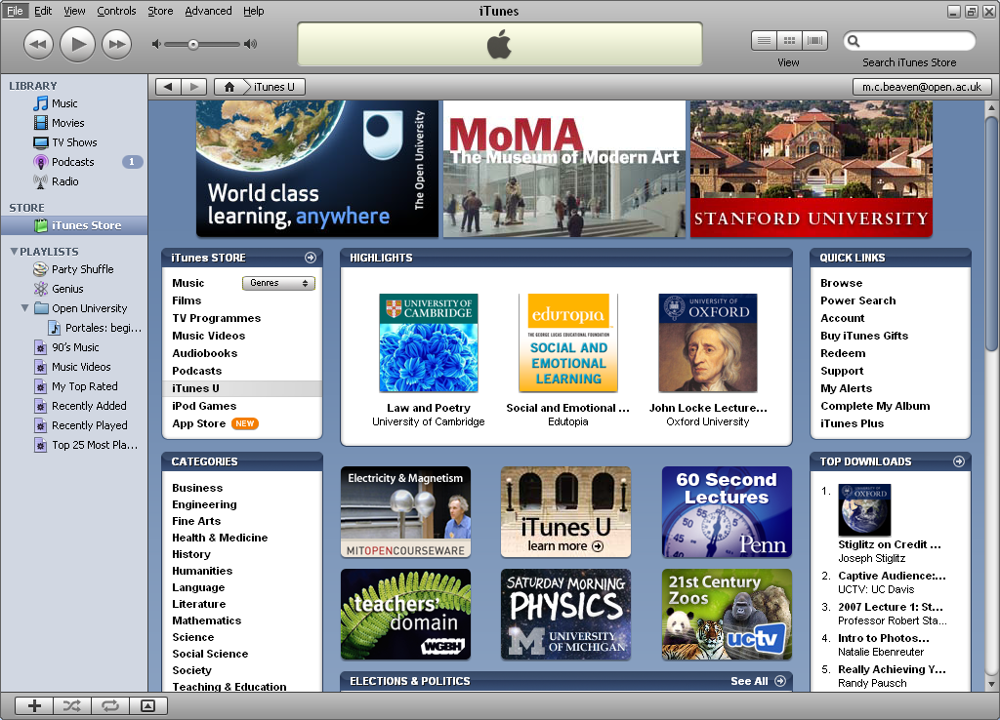 File Edit View Controls Store Advanced Help
iTunes
View
Search iTunes Store
LIBRARY
Music
Movies
TV Shows
Podcasts 1
Radio
STORE
iTunes Store
PLAYLISTS
Party Shuffle
Genius
Open University
Portales: begi...
90's Music
Music Videos
My Top Rated
Recently Added
Recently Played
Top 25 Most Pla...
iTunes U
m.c.beaven@open.ac.uk
World class
learning, anywhere
The Open University
MoMA
The Museum of Modern Art
STANFORD UNIVERSITY
iTunes STORE
Music Genres
Films
TV Programmes
Music Videos
Audiobooks
Podcasts
iTunes U
iPod Games
App Store NEW
HIGHLIGHTS
UNIVERSITY OF
CAMBRIDGE
Law and Poetry
University of Cambridge
edutopia
THE GEORGE LUCAS EDUCATIONAL FOUNDATION
SOCIAL AND
EMOTIONAL
LEARNING
Social and Emotional ...
Edutopia
UNIVERSITY OF
OXFORD
John Locke Lecture...
Oxford University
QUICK LINKS
Browse
Power Search
Account
Buy iTunes Gifts
Redeem
Support
My Alerts
Complete My Album
iTunes Plus
CATEGORIES
Business
Engineering
Fine Arts
Health & Medicine
History
Humanities
Language
Literature
Mathematics
Science
Social Science
Society
Teaching & Education
Electricity & Magnetism
MITOPENCOURSEWARE
iTunes U
learn more
60 Second
Lectures
Penn
teachers'
domain
WGBH
SATURDAY MORNING
PHYSICS
M UNIVERSITY
OF MICHIGAN
21st Century
Zoos
uctv
ELECTIONS & POLITICS See All
TOP DOWNLOADS
1.
UNIVERSITY OF
OXFORD
Stiglitz on Credit ...
Joseph Stiglitz
2. Captive Audience:...
UCTV: UC Davis
3. 2007 Lecture 1: St...
Professor Robert Sta...
4. Intro to Photos...
Natalie Ebenreuter
5. Really Achieving Y...
Randy Pausch